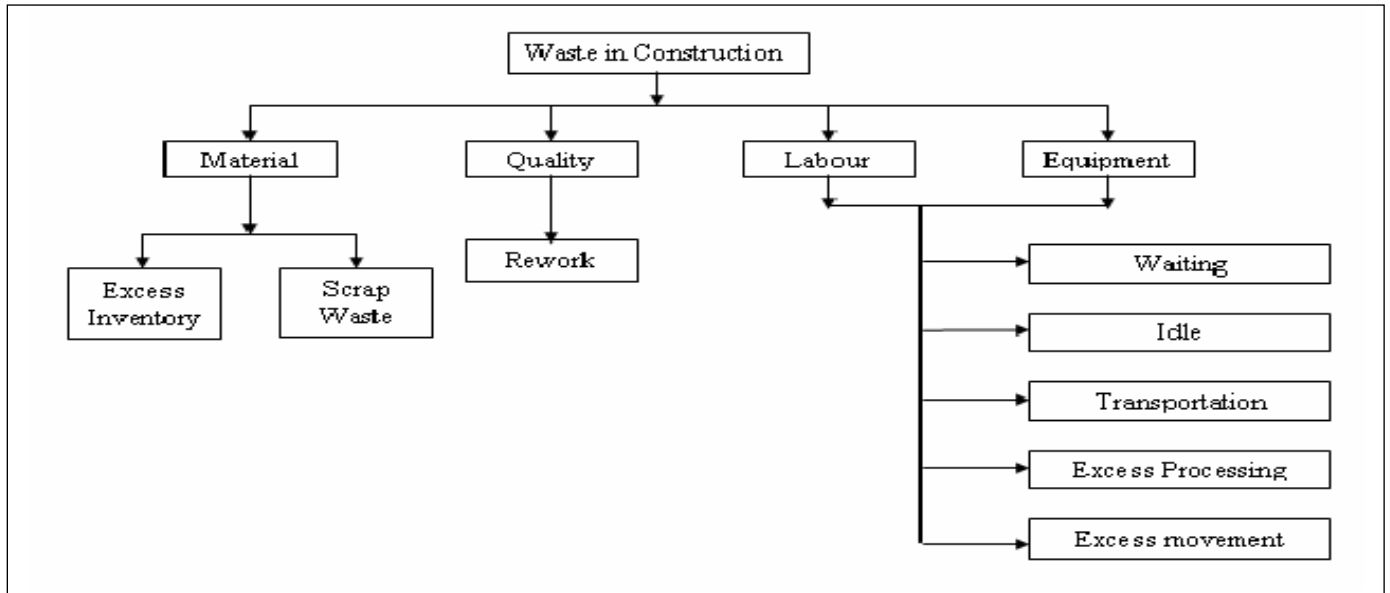 Waste in Construction
Material
Quality
Labour
Equipment
Excess
Inventory
Scrap
Waste
Rework
Waiting
Idle
Transportation
Excess Processing
Excess movement